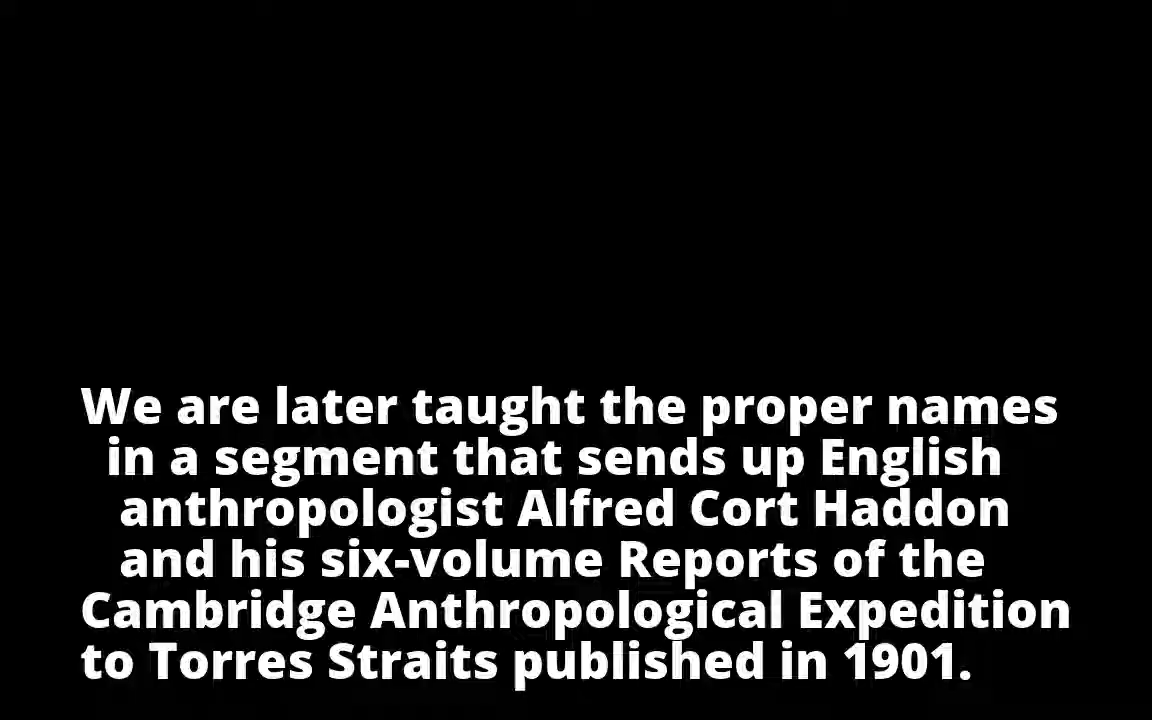 We are later taught the proper names
in a segment that sends up English
anthropologist Alfred Cort Haddon
and his six-volume Reports of the
Cambridge Anthropological Expedition
to Torres Straits published in 1901.